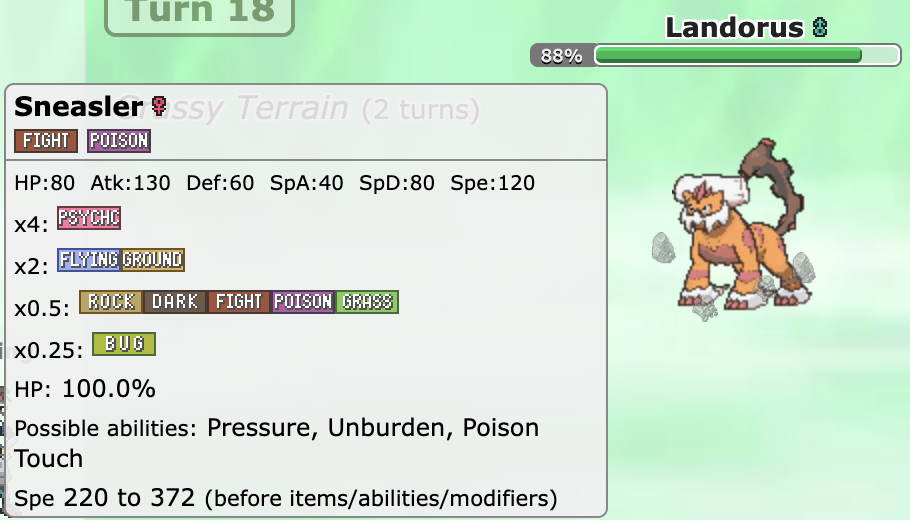 Turn 18
Landorus
88%
Grassy Terrain (2 turns)
Sneasler
FIGHT POISON
HP:80 Atk:130 Def:60 SpA:40 SpD:80 Spe:120
x4: PSYCHC
x2: FLYING GROUND
x0.5: ROCK DARK FIGHT POISON GRASS
x0.25: BUG
HP: 100.0%
Possible abilities: Pressure, Unburden, Poison
Touch
Spe 220 to 372 (before items/abilities/modifiers)